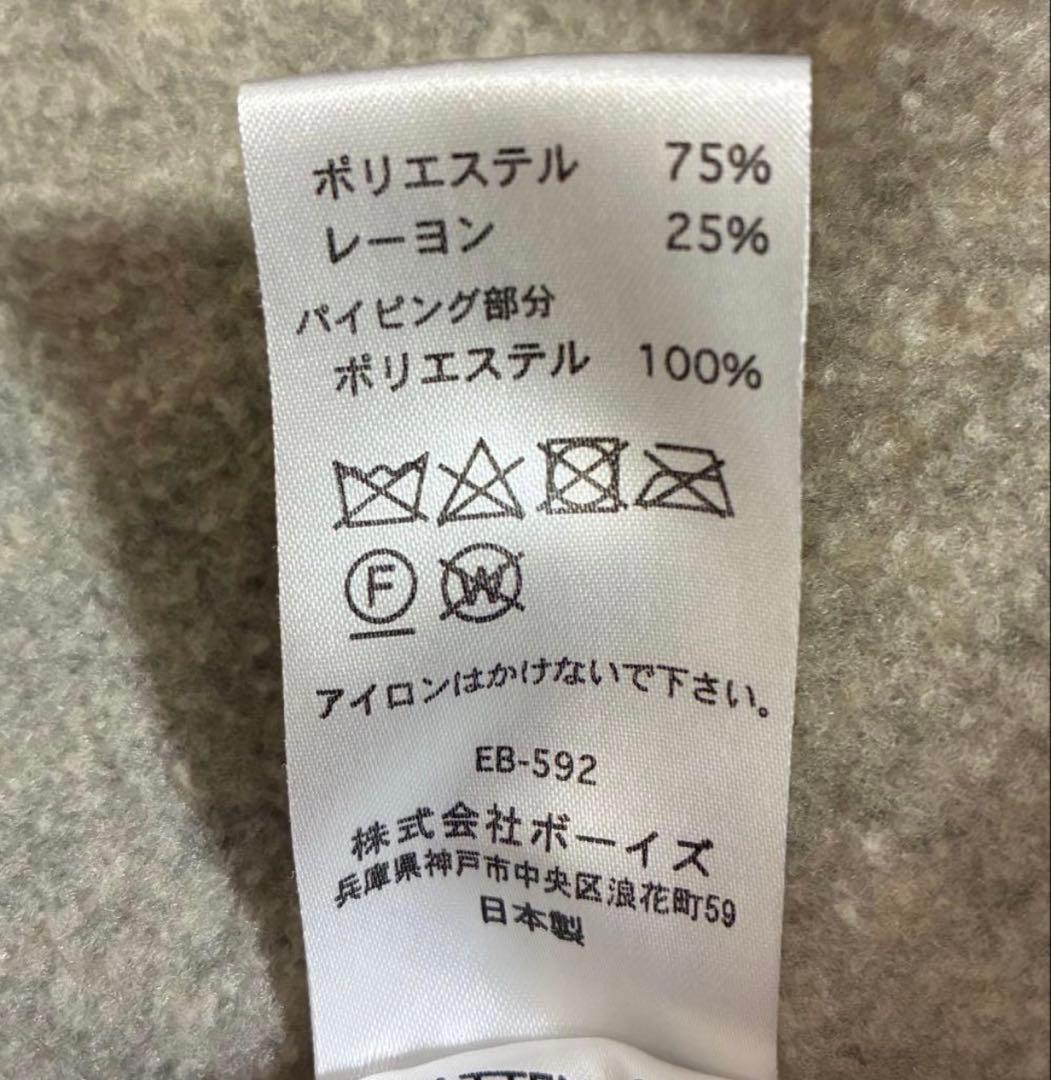 ポリエステル 75%
レーヨン 25%
パイピング部分
ポリエステル 100%
F W
アイロンはかけないで下さい。
EB-592
株式会社ボーイズ
兵庫県神戸市中央区浪花町59
日本製